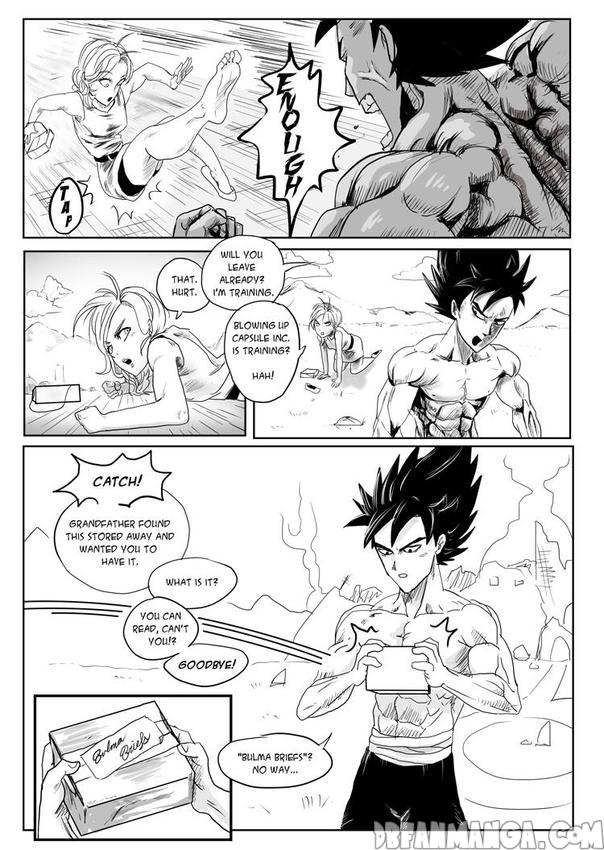 ENOUGH
TAP
THAT.
HURT.
WILL YOU
LEAVE
ALREADY?
I'M TRAINING.
BLOWING UP
CAPSULE INC.
IS TRAINING?
HAH!
CATCH!
GRANDFATHER FOUND
THIS STORED AWAY AND
WANTED YOU TO
HAVE IT.
WHAT IS IT?
YOU CAN
READ, CAN'T
YOU!?
GOODBYE!
Bulma
Briefs
"BULMA BRIEFS"?
NO WAY...
DBFANMANGA.COM